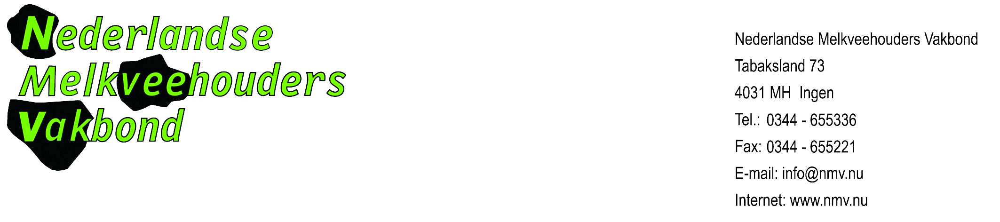 Nederlandse
Melkveehouders
Vakbond
Nederlandse Melkveehouders Vakbond
Tabaksland 73
4031 MH  Ingen
Tel.: 0344 - 655336
Fax: 0344 - 655221
E-mail: info@nmv.nu
Internet: www.nmv.nu